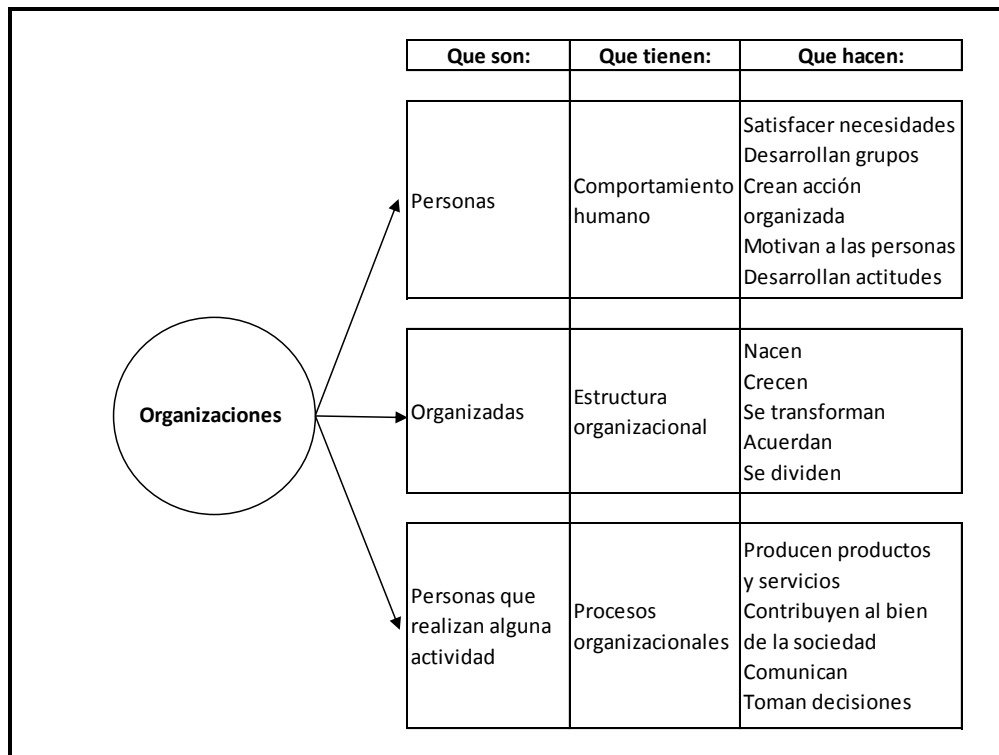 Que son:
Que tienen:
Que hacen:
Personas
Comportamiento
humano
Satisfacer necesidades
Desarrollan grupos
Crean acción
organizada
Motivan a las personas
Desarrollan actitudes
Organizaciones
Organizadas
Estructura
organizacional
Nacen
Crecen
Se transforman
Acuerdan
Se dividen
Personas que
realizan alguna
actividad
Procesos
organizacionales
Producen productos
y servicios
Contribuyen al bien
de la sociedad
Comunican
Toman decisiones